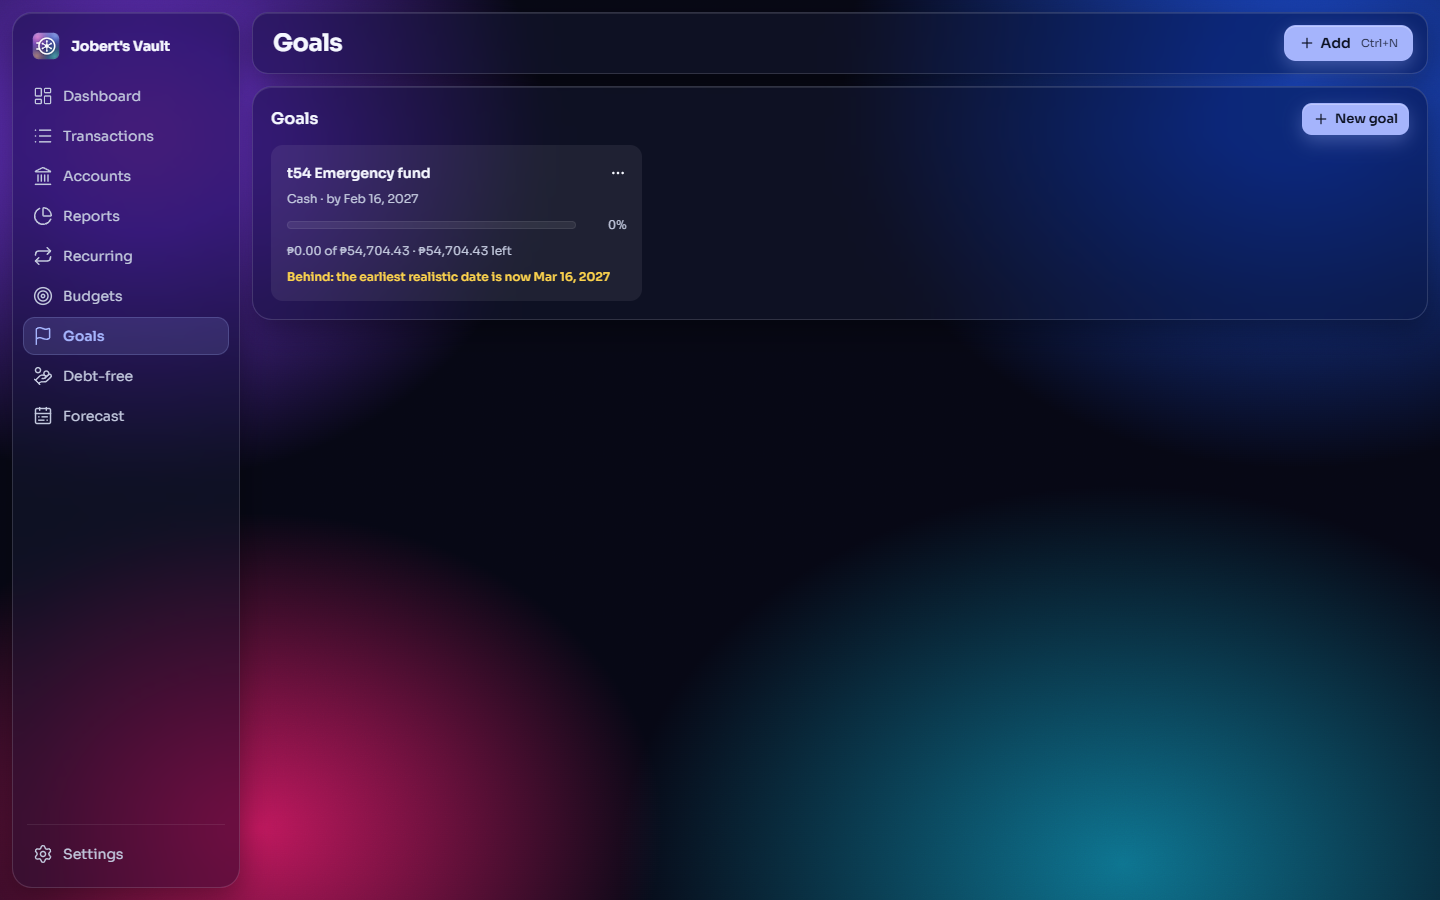 Jobert's Vault
Dashboard
Transactions
Accounts
Reports
Recurring
Budgets
Goals
Debt-free
Forecast
Settings
Goals
+ Add Ctrl+N
Goals
+ New goal
t54 Emergency fund
Cash · by Feb 16, 2027
0%
₱0.00 of ₱54,704.43 · ₱54,704.43 left
Behind: the earliest realistic date is now Mar 16, 2027